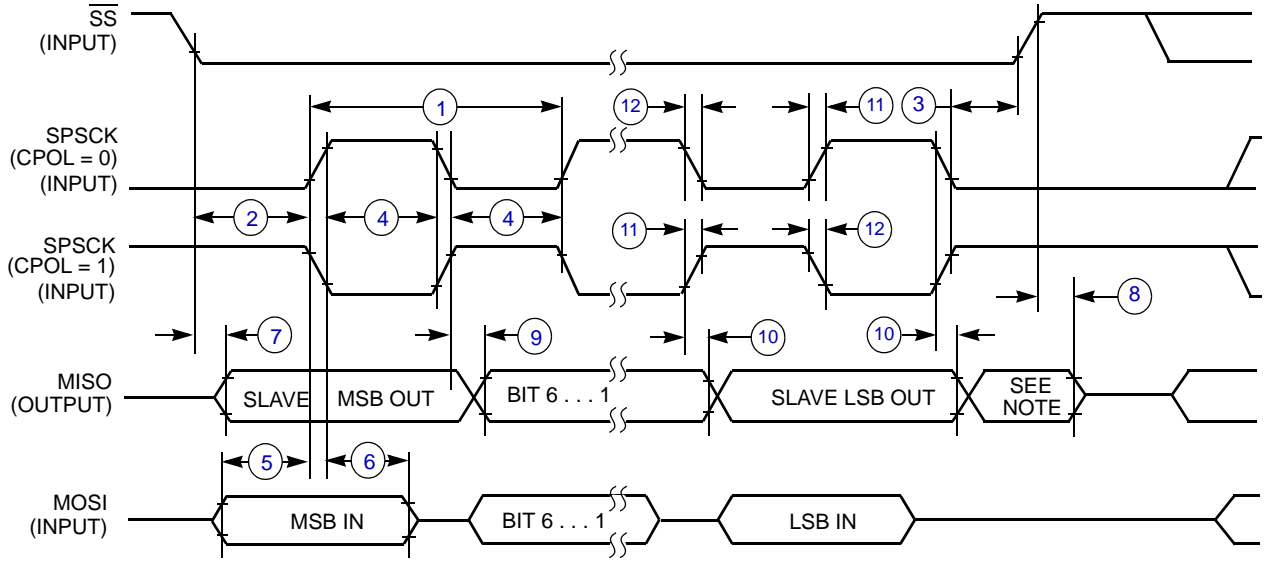 SS
(INPUT)
1
12
11
3
SPSCK
(CPOL = 0)
(INPUT)
2
4
4
11
12
SPSCK
(CPOL = 1)
(INPUT)
8
7
9
10
10
MISO
(OUTPUT)
SLAVE
MSB OUT
BIT 6 . . . 1
SLAVE LSB OUT
SEE
NOTE
5
6
MOSI
(INPUT)
MSB IN
BIT 6 . . . 1
LSB IN